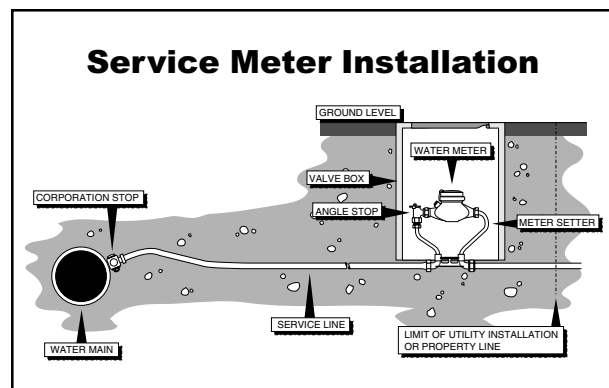 Service Meter Installation
GROUND LEVEL
WATER METER
VALVE BOX
CORPORATION STOP
ANGLE STOP
METER SETTER
SERVICE LINE
LIMIT OF UTILITY INSTALLATION
OR PROPERTY LINE
WATER MAIN